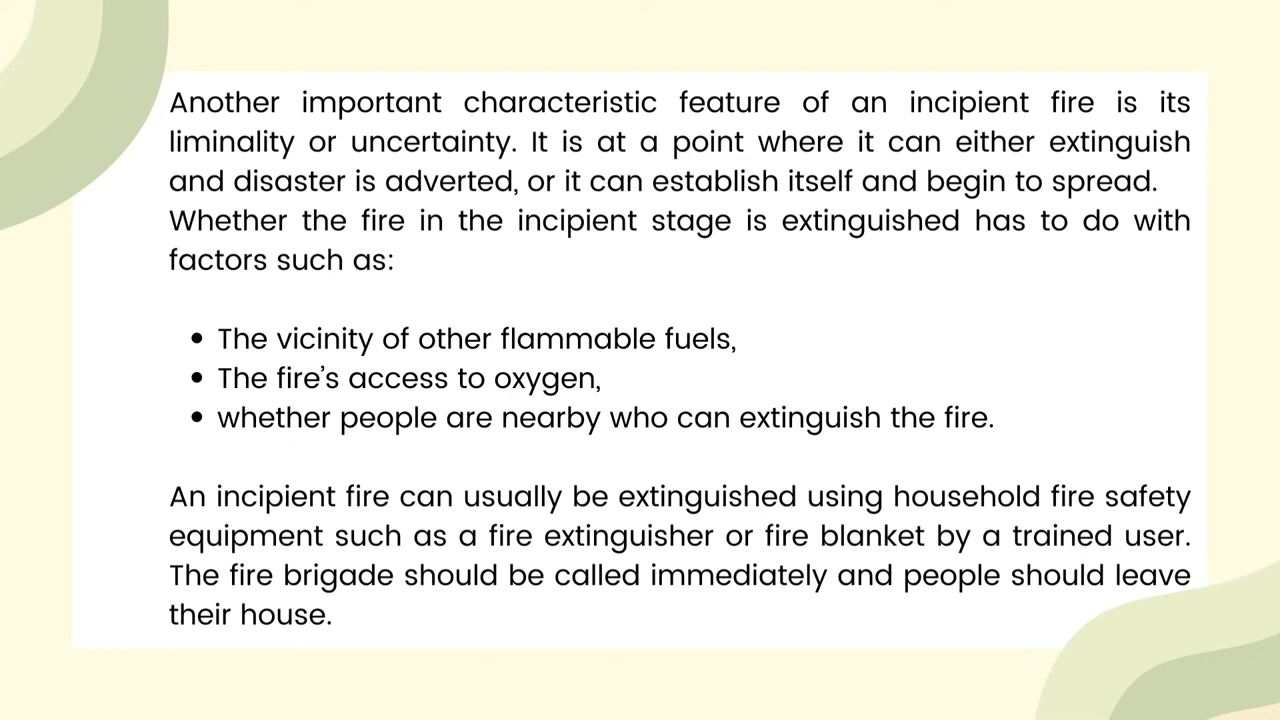 Another important characteristic feature of an incipient fire is its
liminality or uncertainty. It is at a point where it can either extinguish
and disaster is adverted, or it can establish itself and begin to spread.
Whether the fire in the incipient stage is extinguished has to do with
factors such as:
• The vicinity of other flammable fuels,
• The fire's access to oxygen,
• whether people are nearby who can extinguish the fire.
An incipient fire can usually be extinguished using household fire safety
equipment such as a fire extinguisher or fire blanket by a trained user.
The fire brigade should be called immediately and people should leave
their house.